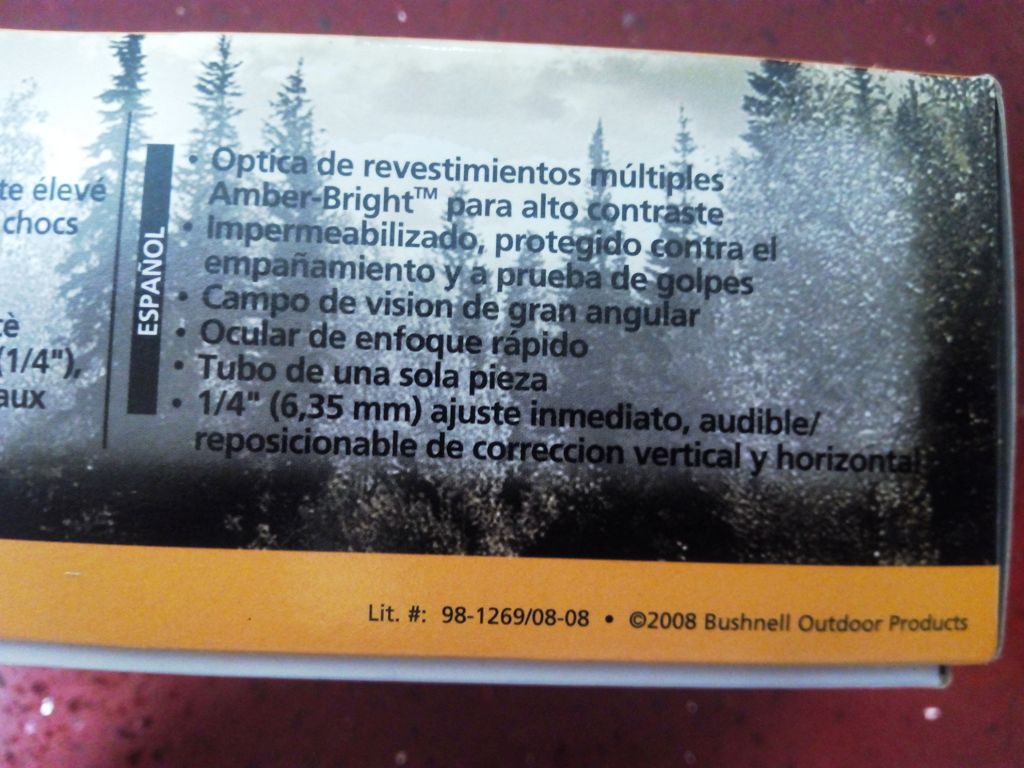 te élevé
chocs
(1/4"),
aux
ESPAÑOL
• Optica de revestimientos múltiples
Amber-Bright™ para alto contraste
• Impermeabilizado, protegido contra el
empañamiento y a prueba de golpes
• Campo de vision de gran angular
• Ocular de enfoque rápido
• Tubo de una sola pieza
• 1/4" (6,35 mm) ajuste inmediato, audible/
reposicionable de correccion vertical y horizontal
Lit. #: 98-1269/08-08 • ©2008 Bushnell Outdoor Products